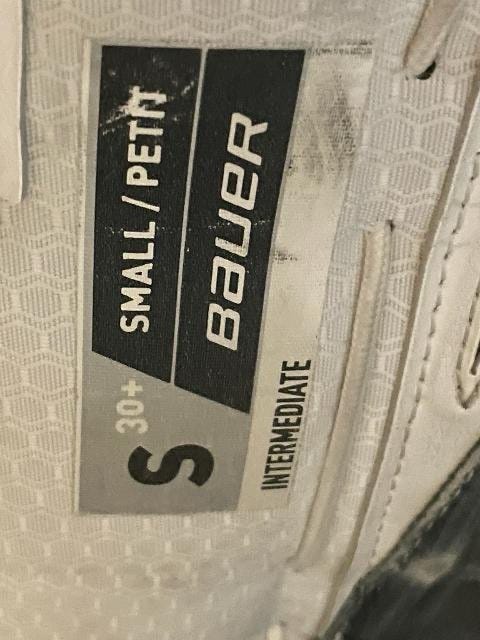 S 30+ SMALL/PETIT
BAUER
INTERMEDIATE